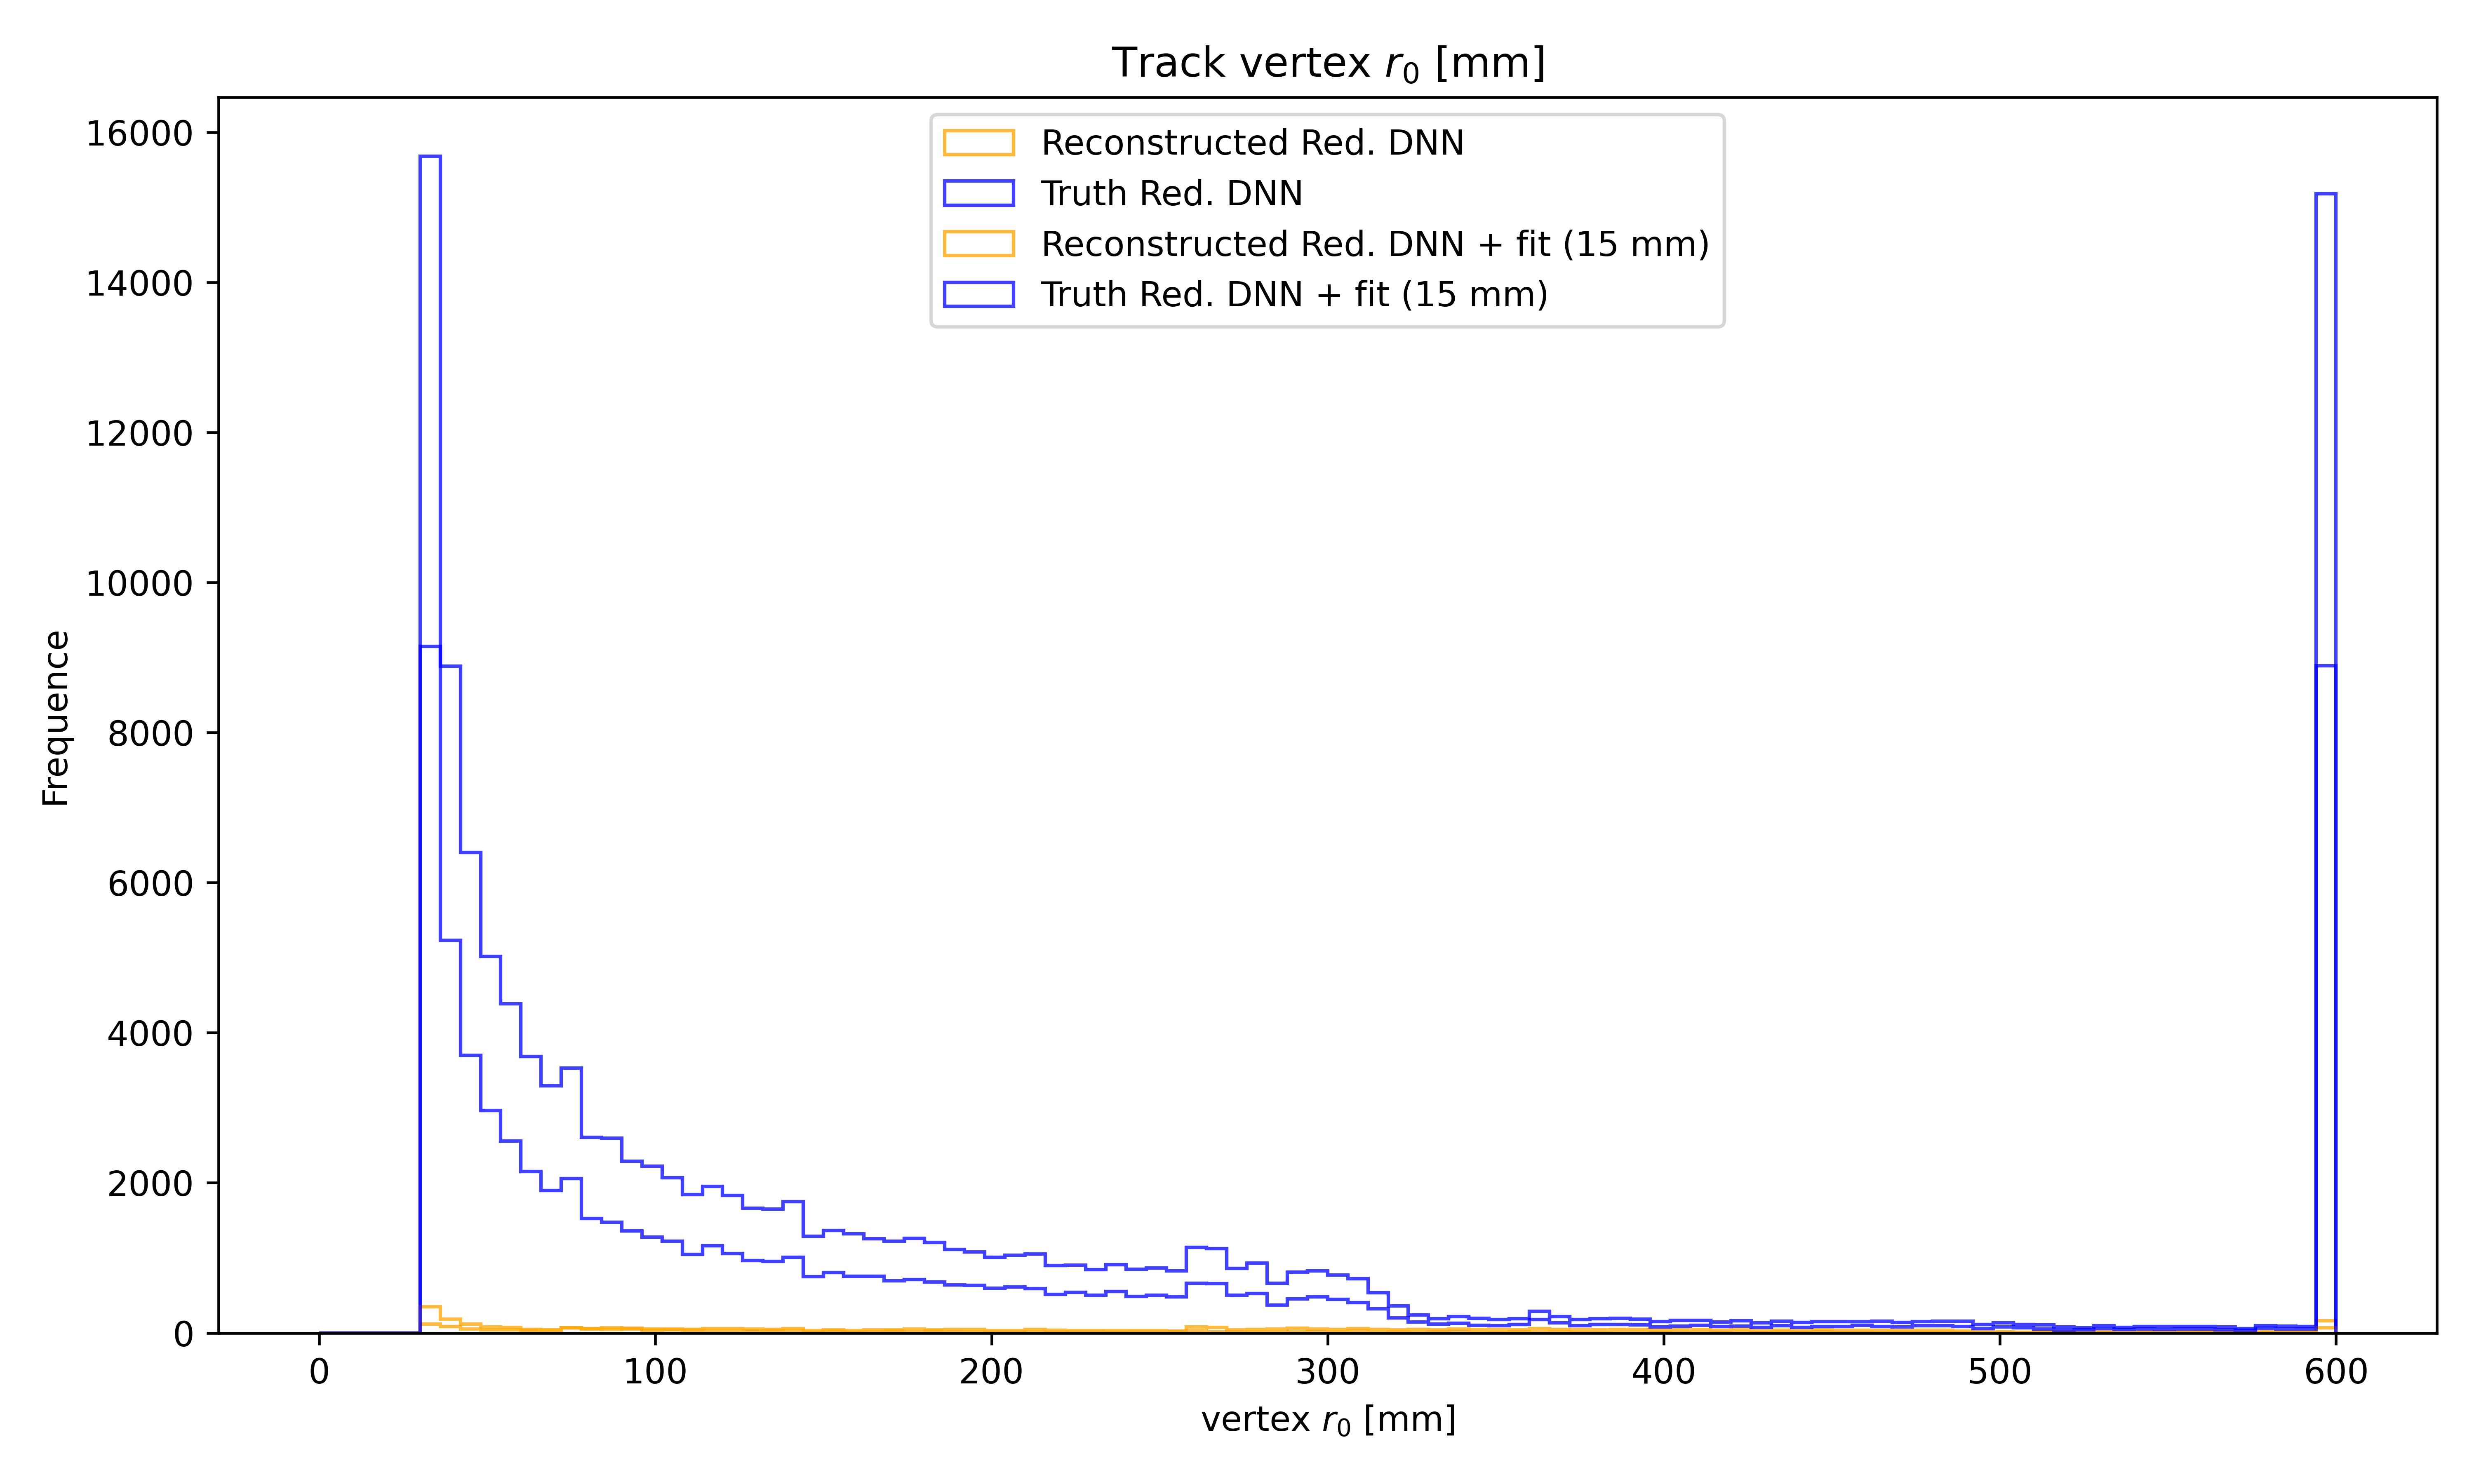 Track vertex r0 [mm]
Reconstructed Red. DNN
Truth Red. DNN
Reconstructed Red. DNN + fit (15 mm)
Truth Red. DNN + fit (15 mm)
16000
14000
12000
10000
8000
6000
4000
2000
0
Frequence
0 100 200 300 400 500 600
vertex r0 [mm]